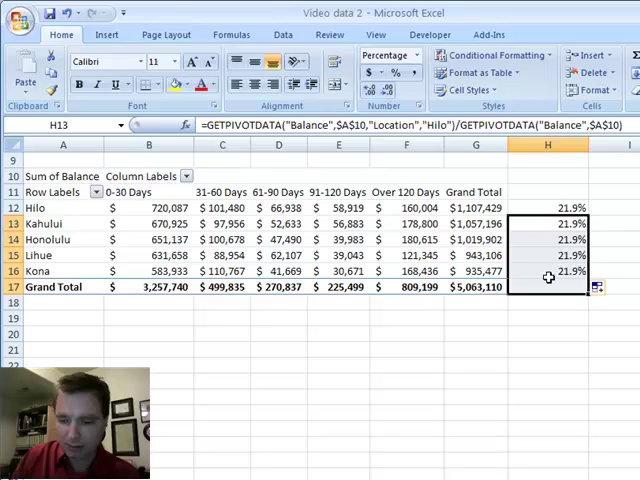 Video data 2 - Microsoft Excel
Home Insert Page Layout Formulas Data Review View Developer Add-Ins
Calibri 11 A A Percentage Conditional Formatting Insert Σ
Paste B I U A $ % , Format as Table Delete
Cell Styles Format
Clipboard Font Alignment Number Styles Cells
H13 fx =GETPIVOTDATA("Balance",$A$10,"Location","Hilo")/GETPIVOTDATA("Balance",$A$10)
A B C D E F G H I
9
10 Sum of Balance Column Labels
11 Row Labels 0-30 Days 31-60 Days 61-90 Days 91-120 Days Over 120 Days Grand Total
12 Hilo $ 720,087 $ 101,480 $ 66,938 $ 58,919 $ 160,004 $ 1,107,429 21.9%
13 Kahului $ 670,925 $ 97,956 $ 52,633 $ 56,883 $ 178,800 $ 1,057,196 21.9%
14 Honolulu $ 651,137 $ 100,678 $ 47,490 $ 39,983 $ 180,615 $ 1,019,902 21.9%
15 Lihue $ 631,658 $ 88,954 $ 62,107 $ 39,043 $ 121,345 $ 943,106 21.9%
16 Kona $ 583,933 $ 110,767 $ 41,669 $ 30,671 $ 168,436 $ 935,477 21.9%
17 Grand Total $ 3,257,740 $ 499,835 $ 270,837 $ 225,499 $ 809,199 $ 5,063,110
18
19
20
21
22